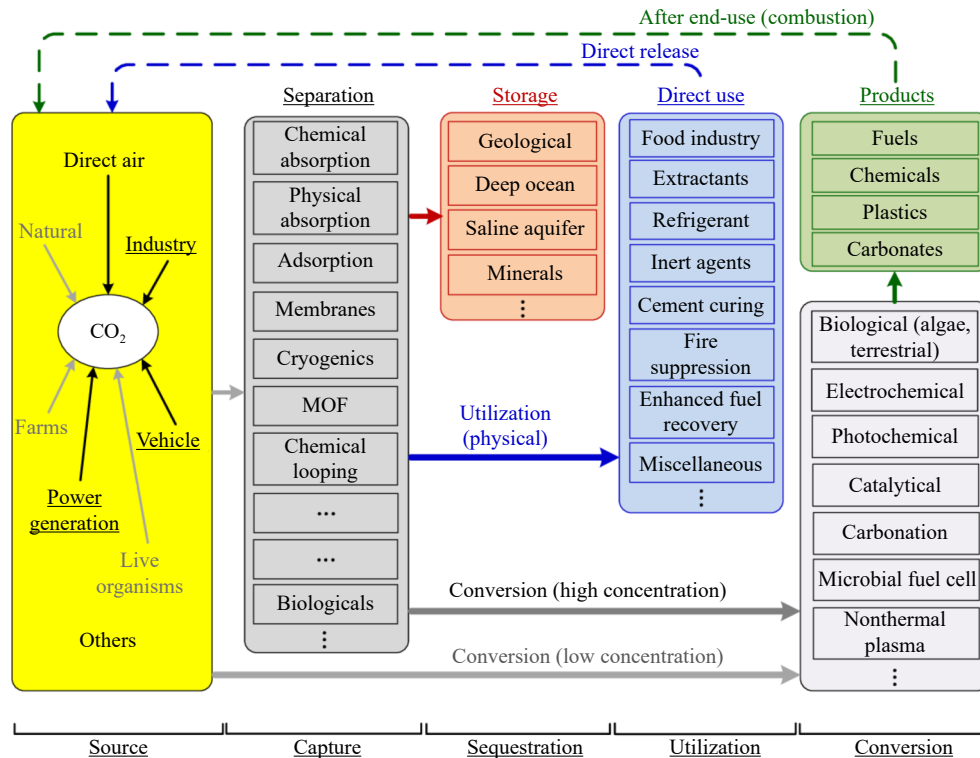 After end-use (combustion)
Direct release
Separation
Storage
Direct use
Products
Direct air
Natural
Industry
CO₂
Farms
Vehicle
Power
generation
Live
organisms
Others
Chemical
absorption
Physical
absorption
Adsorption
Membranes
Cryogenics
MOF
Chemical
looping
...
...
Biologicals
⋮
Geological
Deep ocean
Saline aquifer
Minerals
⋮
Utilization
(physical)
Food industry
Extractants
Refrigerant
Inert agents
Cement curing
Fire
suppression
Enhanced fuel
recovery
Miscellaneous
⋮
Fuels
Chemicals
Plastics
Carbonates
Biological (algae,
terrestrial)
Electrochemical
Photochemical
Catalytical
Carbonation
Microbial fuel cell
Nonthermal
plasma
⋮
Conversion (high concentration)
Conversion (low concentration)
Source
Capture
Sequestration
Utilization
Conversion